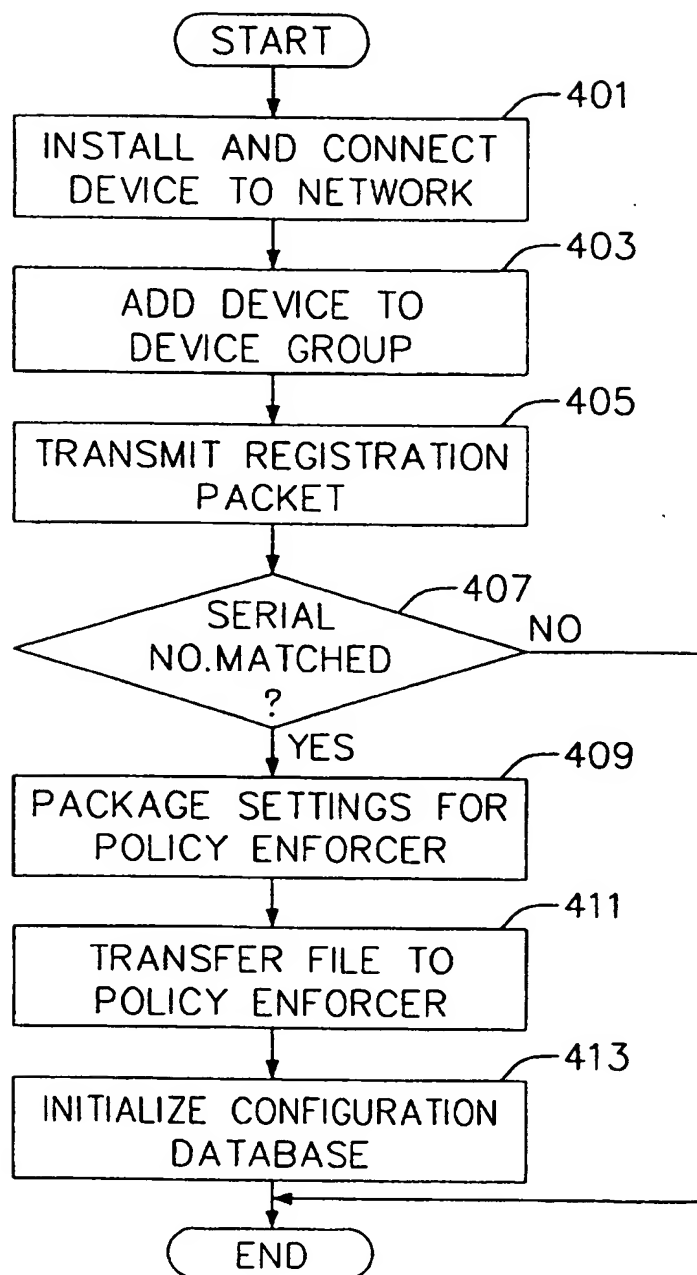 START
401
INSTALL AND CONNECT
DEVICE TO NETWORK
403
ADD DEVICE TO
DEVICE GROUP
405
TRANSMIT REGISTRATION
PACKET
407
SERIAL
NO.MATCHED
?
NO
YES
409
PACKAGE SETTINGS FOR
POLICY ENFORCER
411
TRANSFER FILE TO
POLICY ENFORCER
413
INITIALIZE CONFIGURATION
DATABASE
END